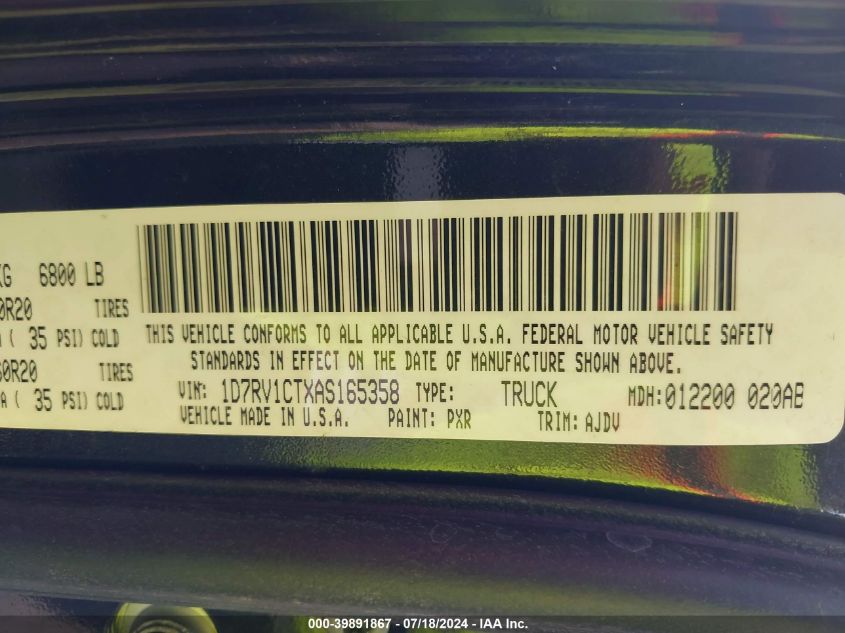 KG 6800 LB
0R20 TIRES
A ( 35 PSI) COLD
60R20 TIRES
A ( 35 PSI) COLD
THIS VEHICLE CONFORMS TO ALL APPLICABLE U.S.A. FEDERAL MOTOR VEHICLE SAFETY
STANDARDS IN EFFECT ON THE DATE OF MANUFACTURE SHOWN ABOVE.
VIN: 1D7RV1CTXAS165358 TYPE: TRUCK MDH: 012200 020AB
VEHICLE MADE IN U.S.A. PAINT: PXR TRIM: AJDV
000-39891867 - 07/18/2024 - IAA Inc.